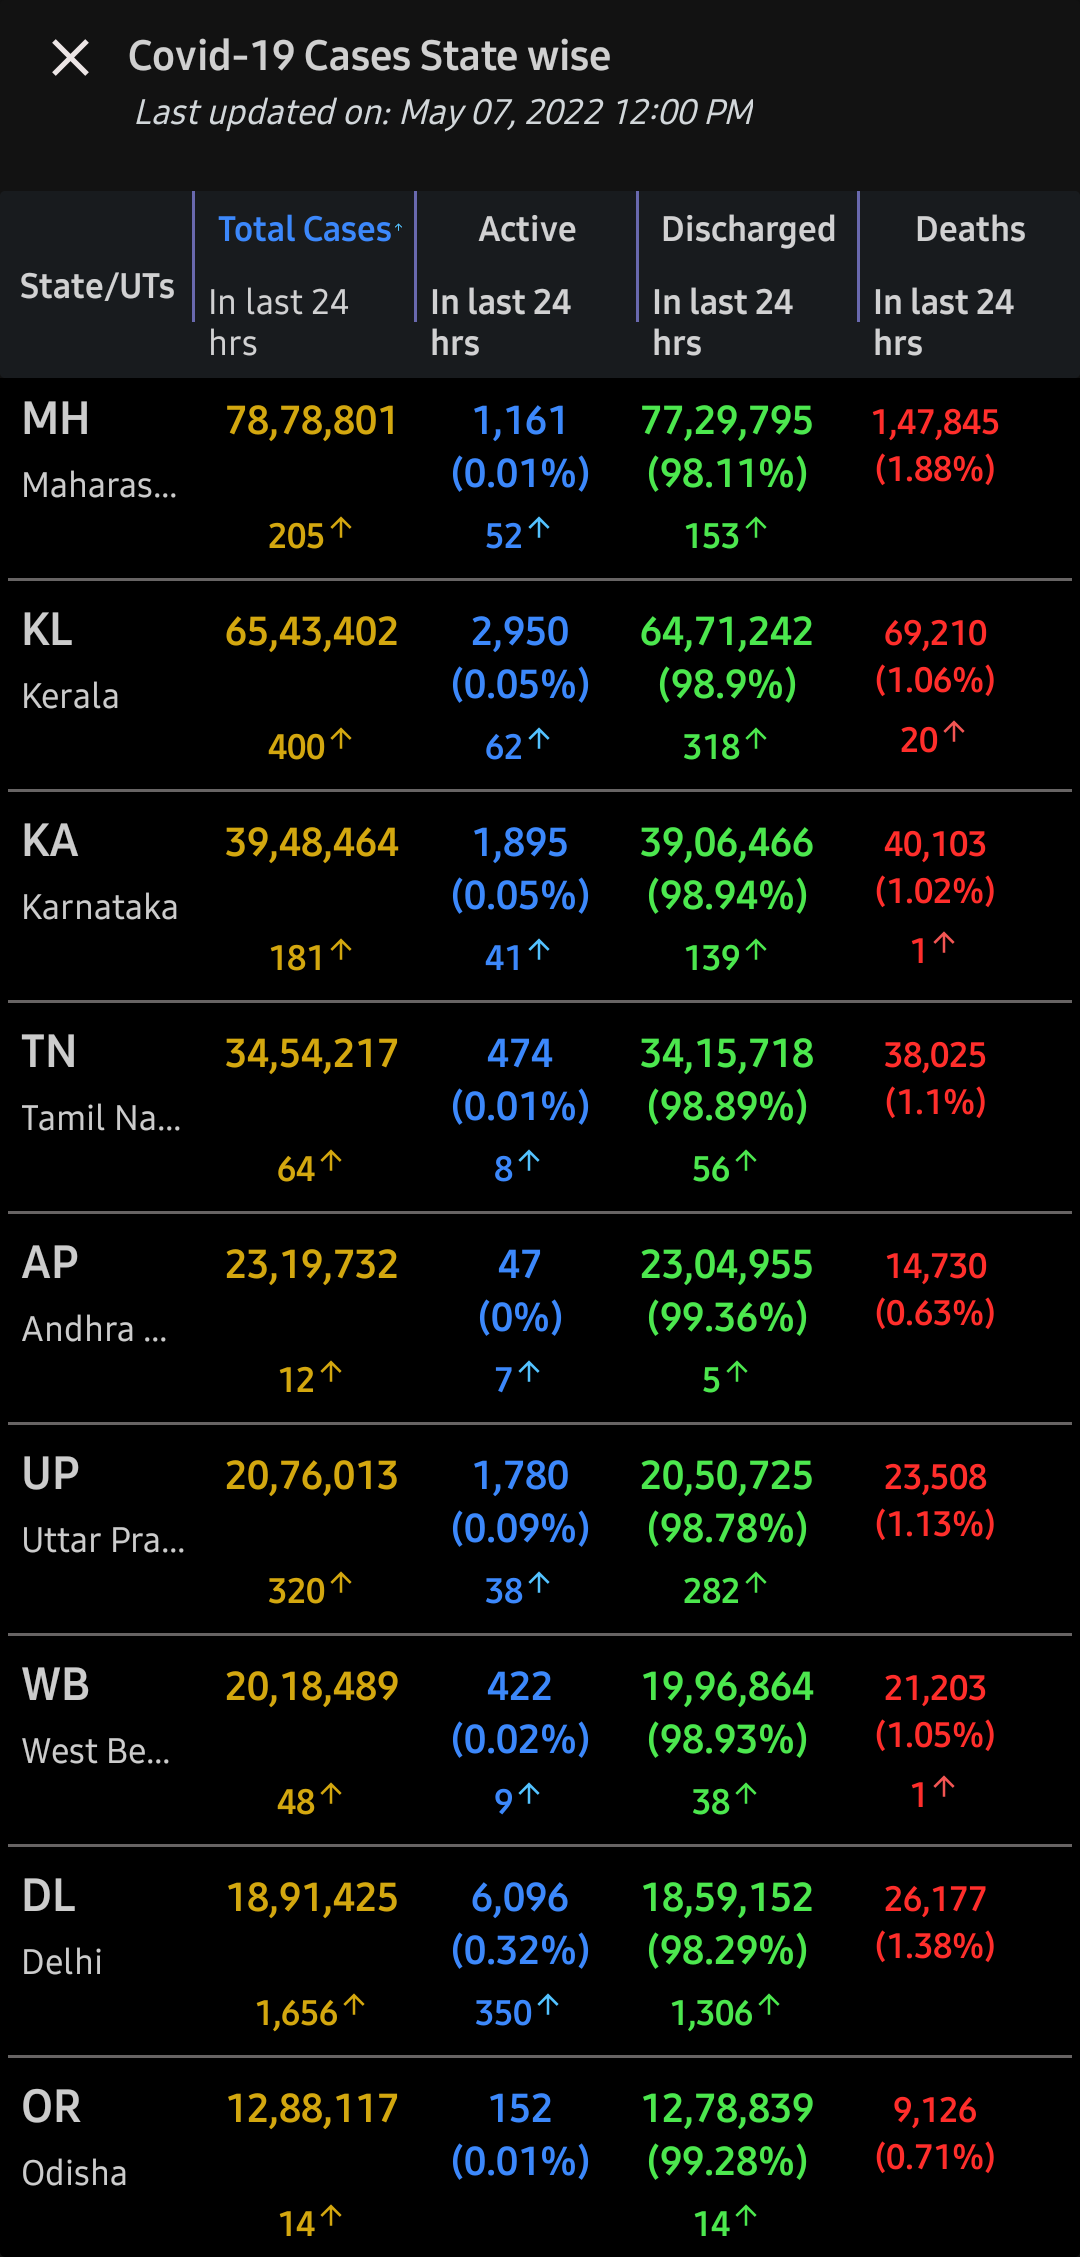 Covid-19 Cases State wise
Last updated on: May 07, 2022 12:00 PM
State/UTs
Total Cases↑
In last 24
hrs
Active
In last 24
hrs
Discharged
In last 24
hrs
Deaths
In last 24
hrs
MH
Maharas...
78,78,801
205↑
1,161
(0.01%)
52↑
77,29,795
(98.11%)
153↑
1,47,845
(1.88%)
KL
Kerala
65,43,402
400↑
2,950
(0.05%)
62↑
64,71,242
(98.9%)
318↑
69,210
(1.06%)
20↑
KA
Karnataka
39,48,464
181↑
1,895
(0.05%)
41↑
39,06,466
(98.94%)
139↑
40,103
(1.02%)
1↑
TN
Tamil Na...
34,54,217
64↑
474
(0.01%)
8↑
34,15,718
(98.89%)
56↑
38,025
(1.1%)
AP
Andhra ...
23,19,732
12↑
47
(0%)
7↑
23,04,955
(99.36%)
5↑
14,730
(0.63%)
UP
Uttar Pra...
20,76,013
320↑
1,780
(0.09%)
38↑
20,50,725
(98.78%)
282↑
23,508
(1.13%)
WB
West Be...
20,18,489
48↑
422
(0.02%)
9↑
19,96,864
(98.93%)
38↑
21,203
(1.05%)
1↑
DL
Delhi
18,91,425
1,656↑
6,096
(0.32%)
350↑
18,59,152
(98.29%)
1,306↑
26,177
(1.38%)
OR
Odisha
12,88,117
14↑
152
(0.01%)
12,78,839
(99.28%)
14↑
9,126
(0.71%)